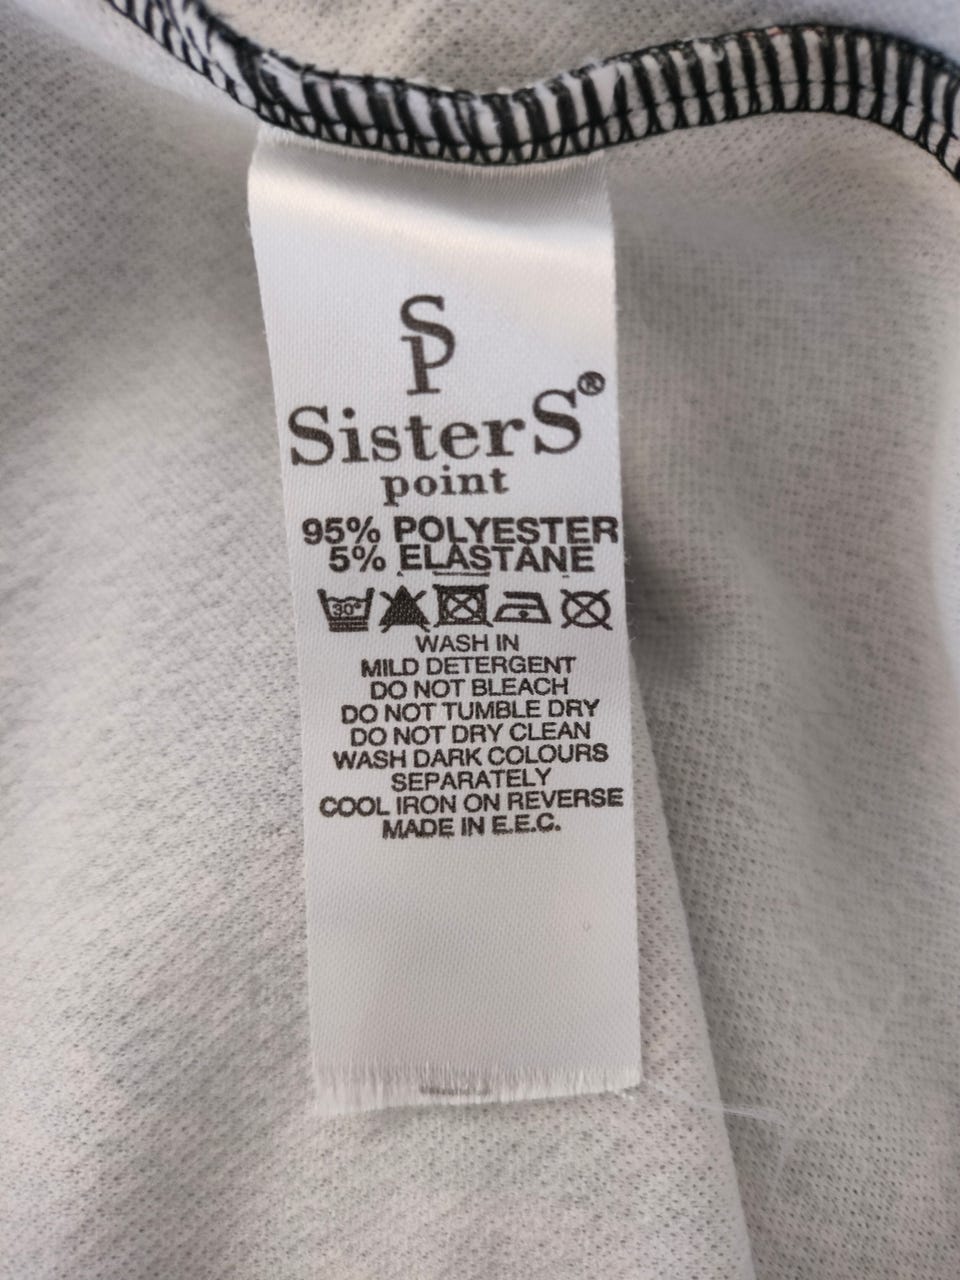 SP
SisterS®
point
95% POLYESTER
5% ELASTANE
30°
WASH IN
MILD DETERGENT
DO NOT BLEACH
DO NOT TUMBLE DRY
DO NOT DRY CLEAN
WASH DARK COLOURS
SEPARATELY
COOL IRON ON REVERSE
MADE IN E.E.C.